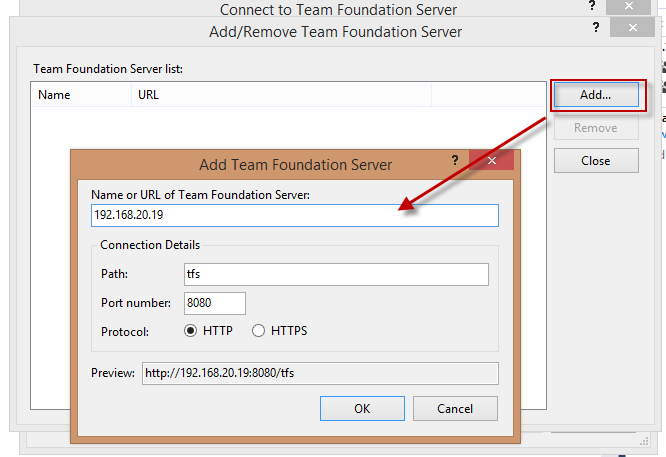 Connect to Team Foundation Server
?
Add/Remove Team Foundation Server
?
Team Foundation Server list:
Name URL
Add...
Remove
Close
Add Team Foundation Server
?
Name or URL of Team Foundation Server:
192.168.20.19
Connection Details
Path: tfs
Port number: 8080
Protocol: HTTP HTTPS
Preview: http://192.168.20.19:8080/tfs
OK Cancel